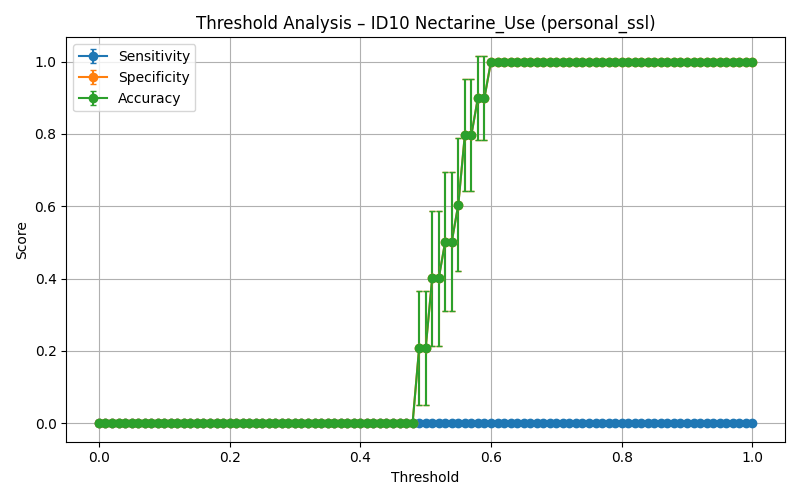 Threshold Analysis – ID10 Nectarine_Use (personal_ssl)
Sensitivity
Specificity
Accuracy
1.0
0.8
0.6
0.4
0.2
0.0
Score
0.0 0.2 0.4 0.6 0.8 1.0
Threshold